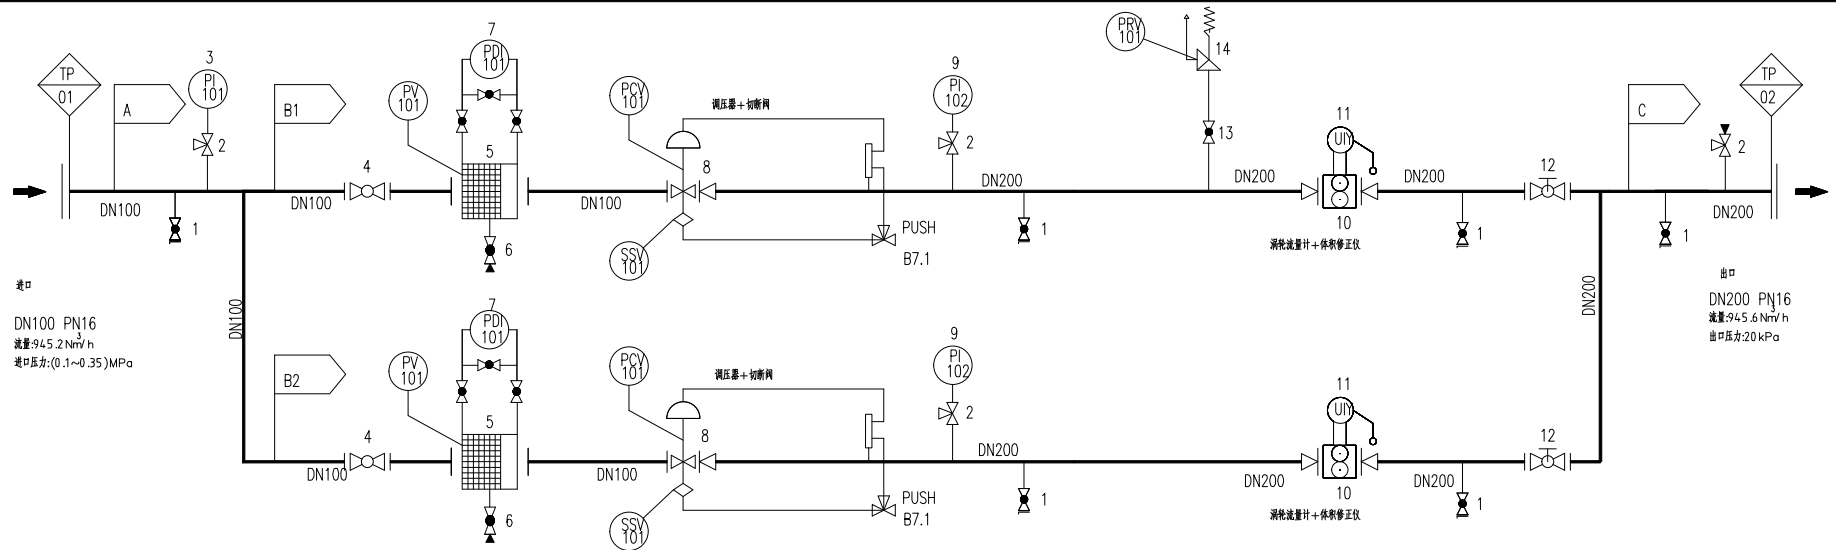 TP
01
A
3
PI
101
2
B1
PV
101
4
7
PDI
101
5
6
PCV
101
调压器+切断阀
8
SSV
101
PUSH
B7.1
9
PI
102
2
PRV
101
14
13
11
UIY
10
涡轮流量计+体积修正仪
12
C
2
TP
02
DN100
1
DN100
DN100
DN200
1
DN200
DN200
1
1
DN200
进口
DN100 PN16
流量:945.2Nm³/h
进口压力:(0.1~0.35)MPa
DN100
DN200
出口
DN200 PN16
流量:945.6Nm³/h
出口压力:20kPa
B2
PV
101
4
7
PDI
101
5
6
PCV
101
调压器+切断阀
8
SSV
101
PUSH
B7.1
9
PI
102
2
11
UIY
10
涡轮流量计+体积修正仪
12
DN100
DN100
DN200
1
DN200
DN200
1